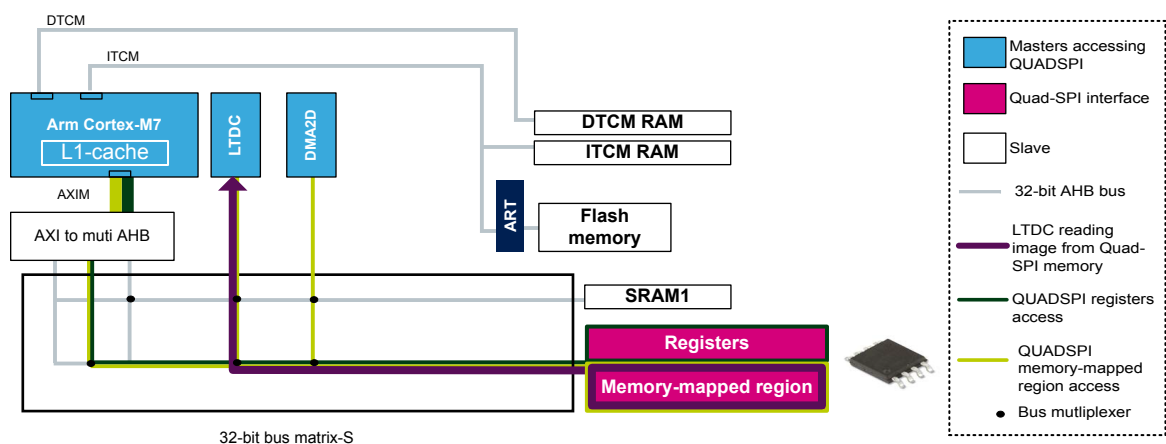 DTCM
ITCM
Arm Cortex-M7
L1-cache
LTDC
DMA2D
AXIM
AXI to muti AHB
DTCM RAM
ITCM RAM
ART
Flash
memory
SRAM1
Registers
Memory-mapped region
32-bit bus matrix-S
Masters accessing
QUADSPI
Quad-SPI interface
Slave
32-bit AHB bus
LTDC reading
image from Quad-
SPI memory
QUADSPI registers
access
QUADSPI
memory-mapped
region access
Bus mutliplexer